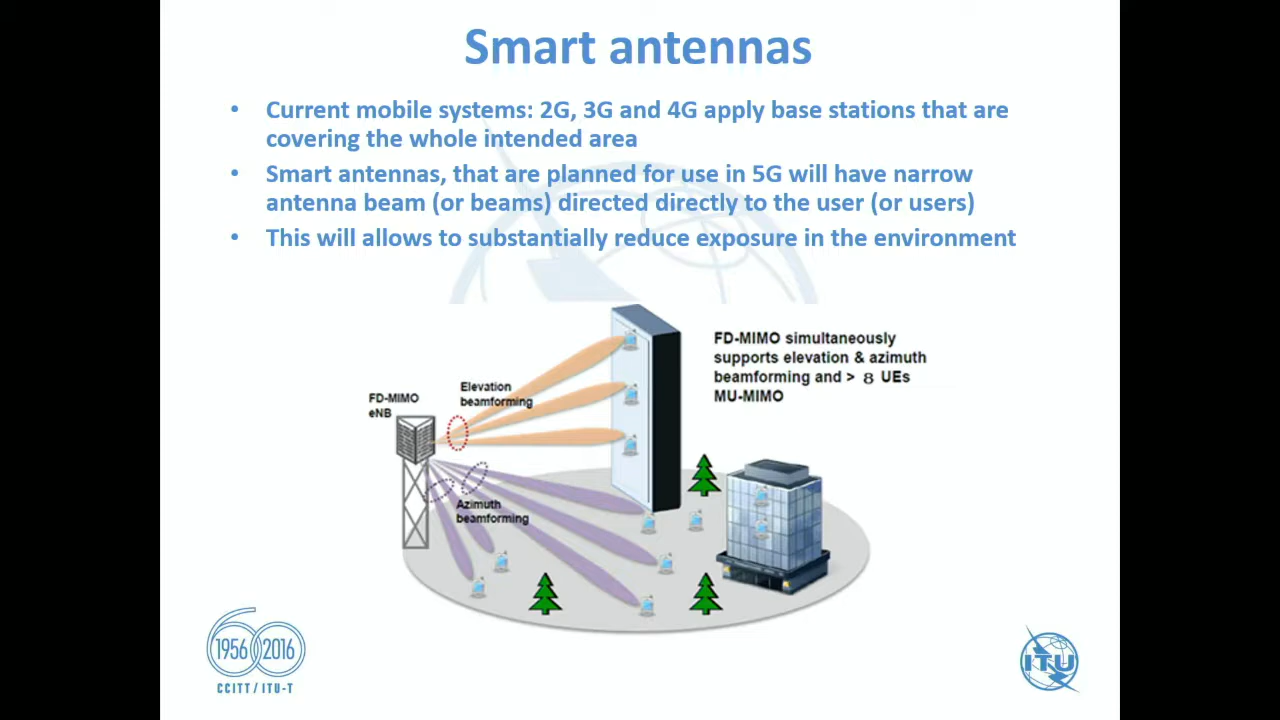 Smart antennas
• Current mobile systems: 2G, 3G and 4G apply base stations that are
covering the whole intended area
• Smart antennas, that are planned for use in 5G will have narrow
antenna beam (or beams) directed directly to the user (or users)
• This will allows to substantially reduce exposure in the environment
FD-MIMO simultaneously
supports elevation & azimuth
beamforming and > 8 UEs
MU-MIMO
Elevation
beamforming
FD-MIMO
eNB
Azimuth
beamforming
60
1956 2016
CCITT/ITU-T
ITU